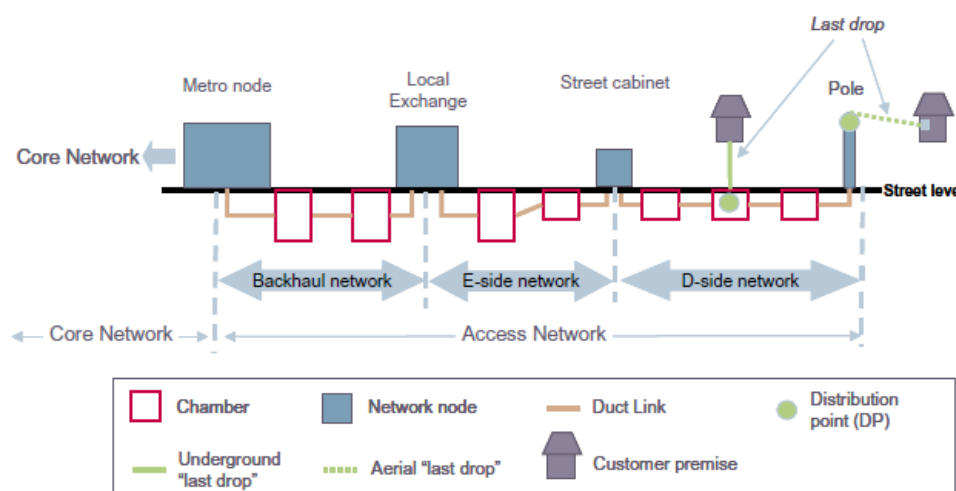 Last drop
Metro node
Local
Exchange
Street cabinet
Pole
Core Network
Street leve
Backhaul network
E-side network
D-side network
Core Network
Access Network
Chamber
Network node
Duct Link
Distribution
point (DP)
Underground
"last drop"
Aerial "last drop"
Customer premise